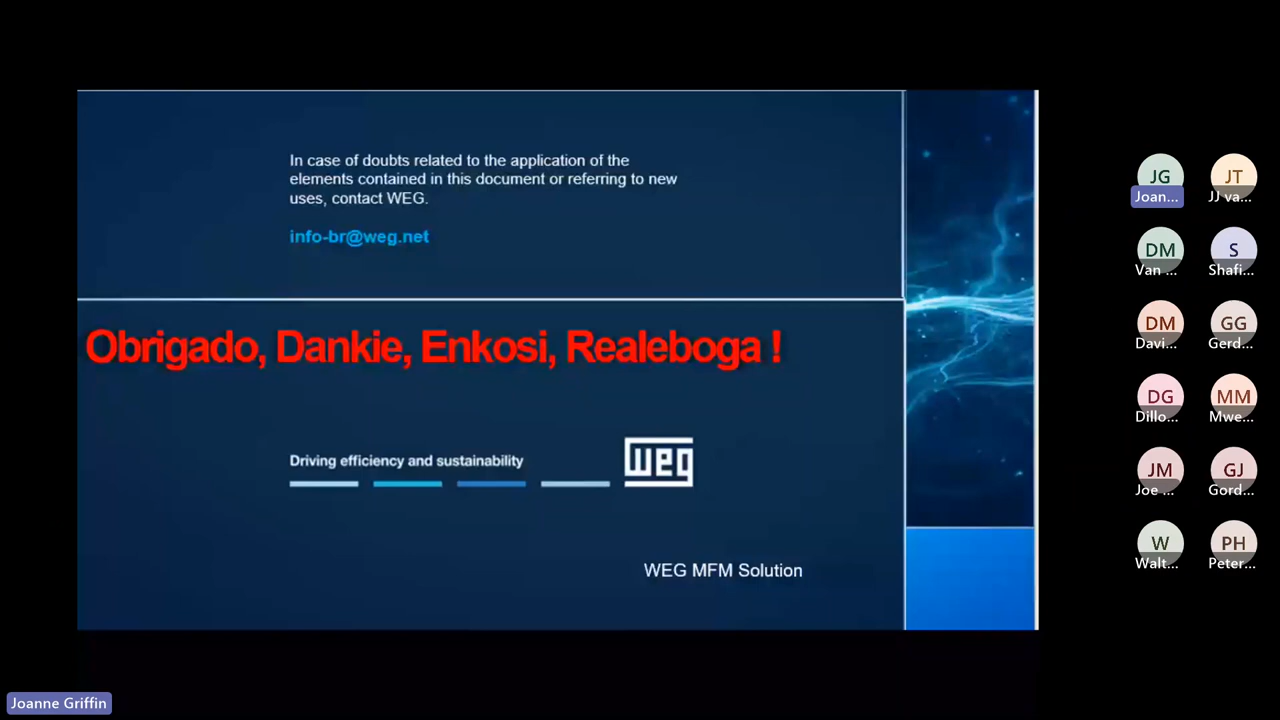 In case of doubts related to the application of the
elements contained in this document or referring to new
uses, contact WEG.
info-br@weg.net
Obrigado, Dankie, Enkosi, Realeboga !
Driving efficiency and sustainability
weg
WEG MFM Solution
JG
Joan...
JT
JJ va...
DM
Van ...
S
Shafi...
DM
Davi...
GG
Gerd...
DG
Dillo...
MM
Mwe...
JM
Joe ...
GJ
Gord...
W
Walt...
PH
Peter...
Joanne Griffin